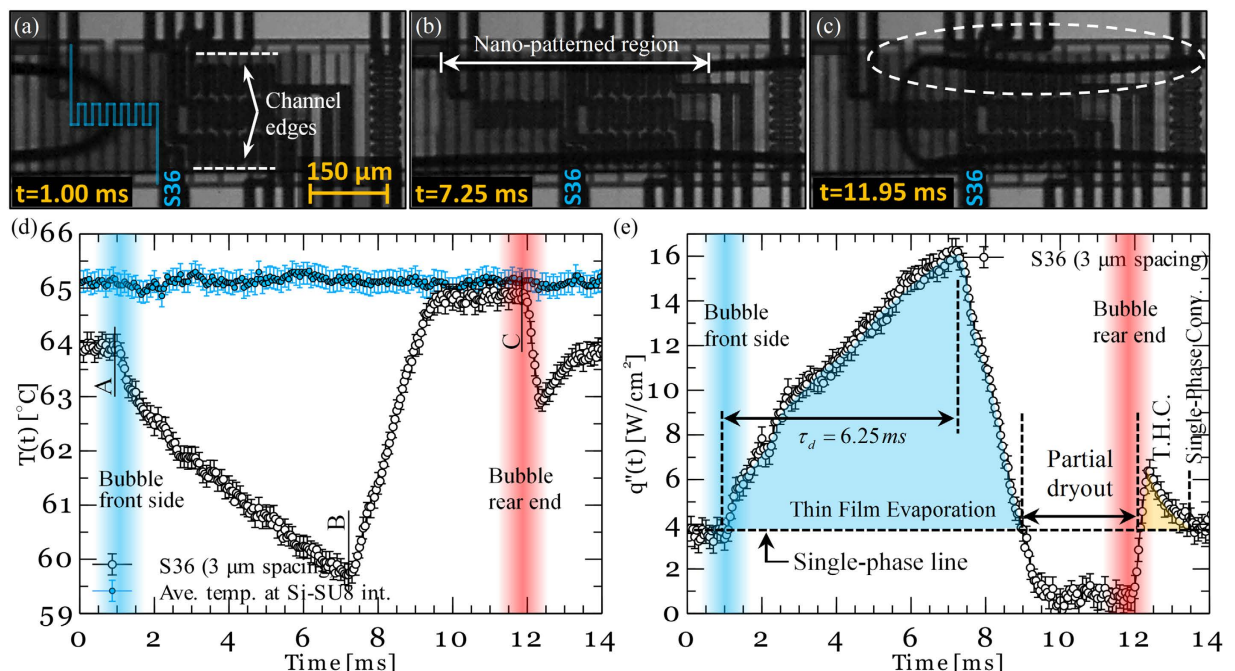 (a)
Channel
edges
S36
t=1.00 ms
150 μm
(b)
Nano-patterned region
S36
t=7.25 ms
(c)
S36
t=11.95 ms
(d)
66
65
64
63
62
61
60
59
T(t) [°C]
A
B
C
Bubble
front side
Bubble
rear end
S36 (3 μm spacing
Ave. temp. at Si-SU8 int.
0 2 4 6 8 10 12 14
Time [ms]
(e)
16
14
12
10
8
6
4
2
0
q"(t) [W/cm²]
S36 (3 μm spacing)
Bubble
front side
Bubble
rear end
τd = 6.25ms
Thin Film Evaporation
Single-phase line
Partial
dryout
T.H.C.
Single-Phase Conv.
0 2 4 6 8 10 12 14
Time [ms]